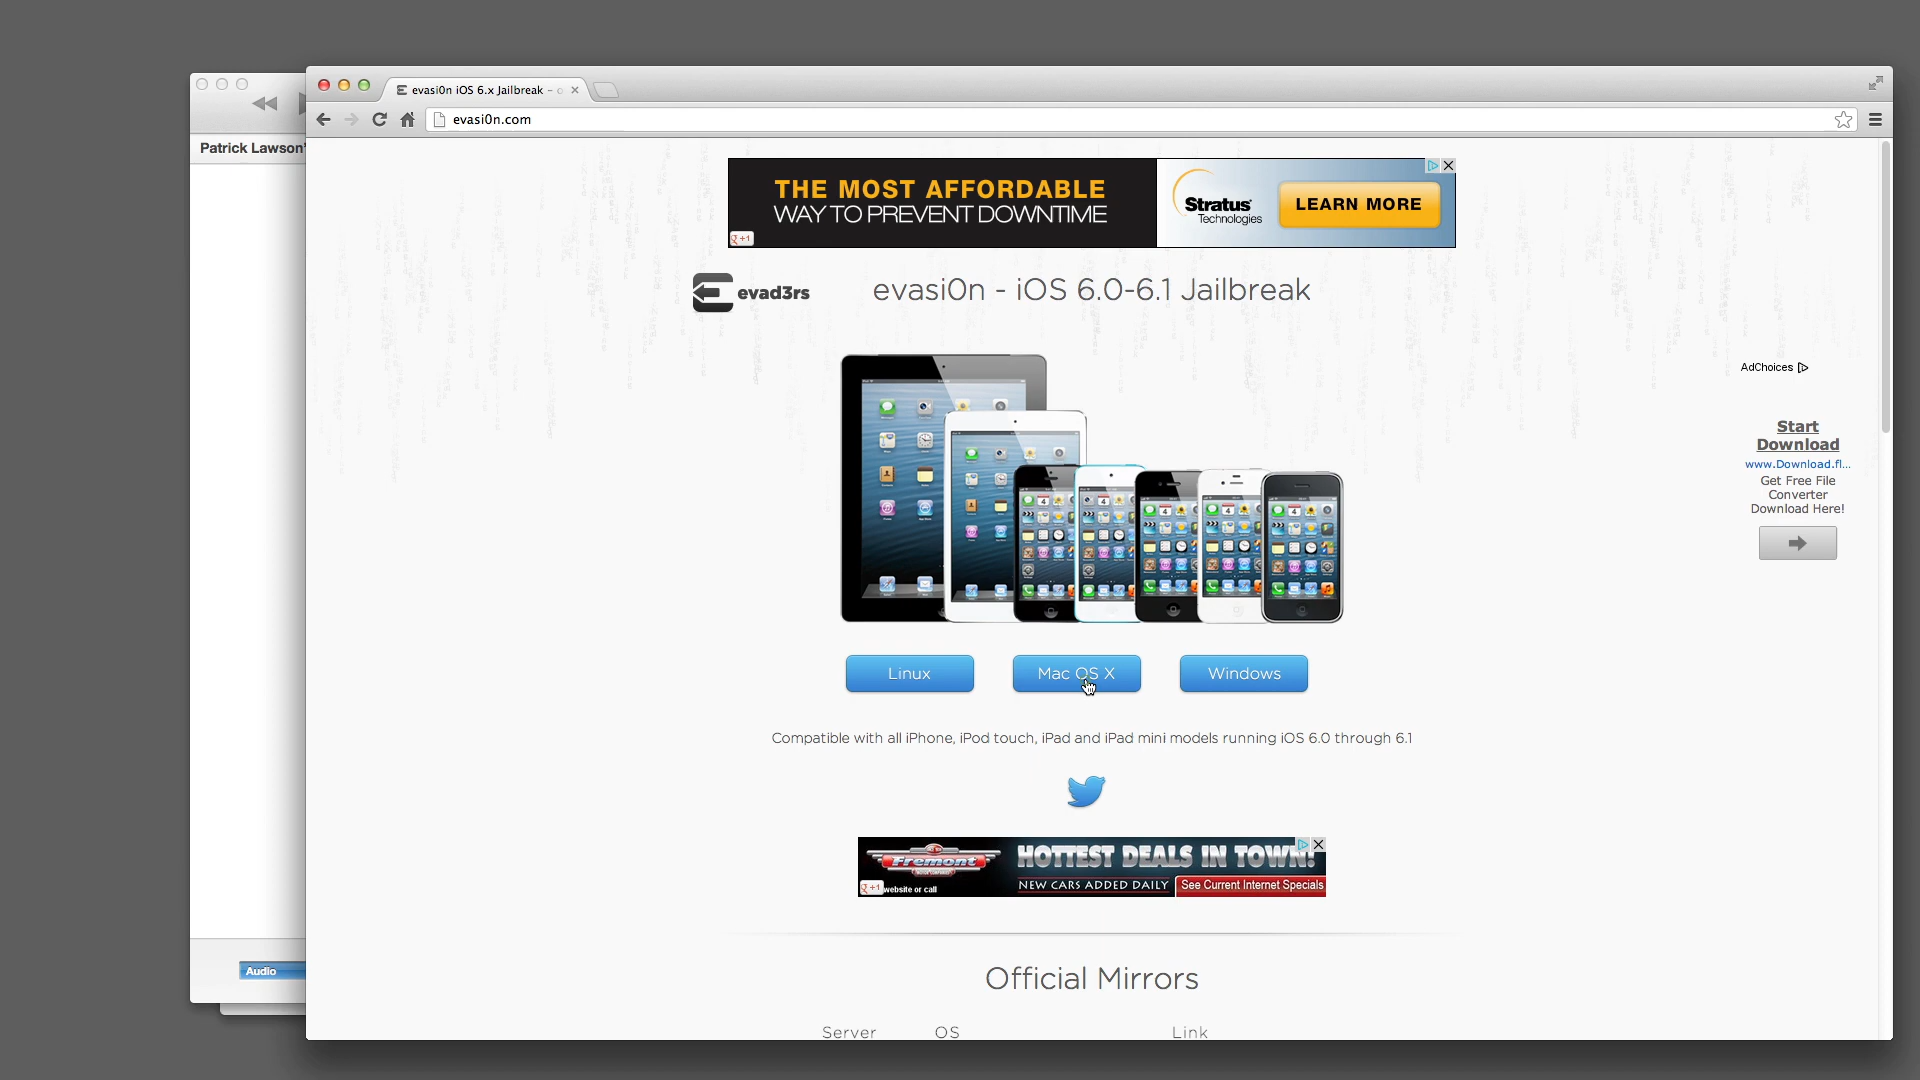 evasi0n iOS 6.x Jailbreak -
evasi0n.com
Patrick Lawson'
THE MOST AFFORDABLE
WAY TO PREVENT DOWNTIME
Stratus
Technologies
LEARN MORE
+1
evad3rs
evasi0n - iOS 6.0-6.1 Jailbreak
AdChoices
Start
Download
www.Download.fl...
Get Free File
Converter
Download Here!
Linux
Mac OS X
Windows
Compatible with all iPhone, iPod touch, iPad and iPad mini models running iOS 6.0 through 6.1
Fremont
HOTTEST DEALS IN TOWN!
+1
website or call
NEW CARS ADDED DAILY
See Current Internet Specials
Audio
Official Mirrors
Server OS Link